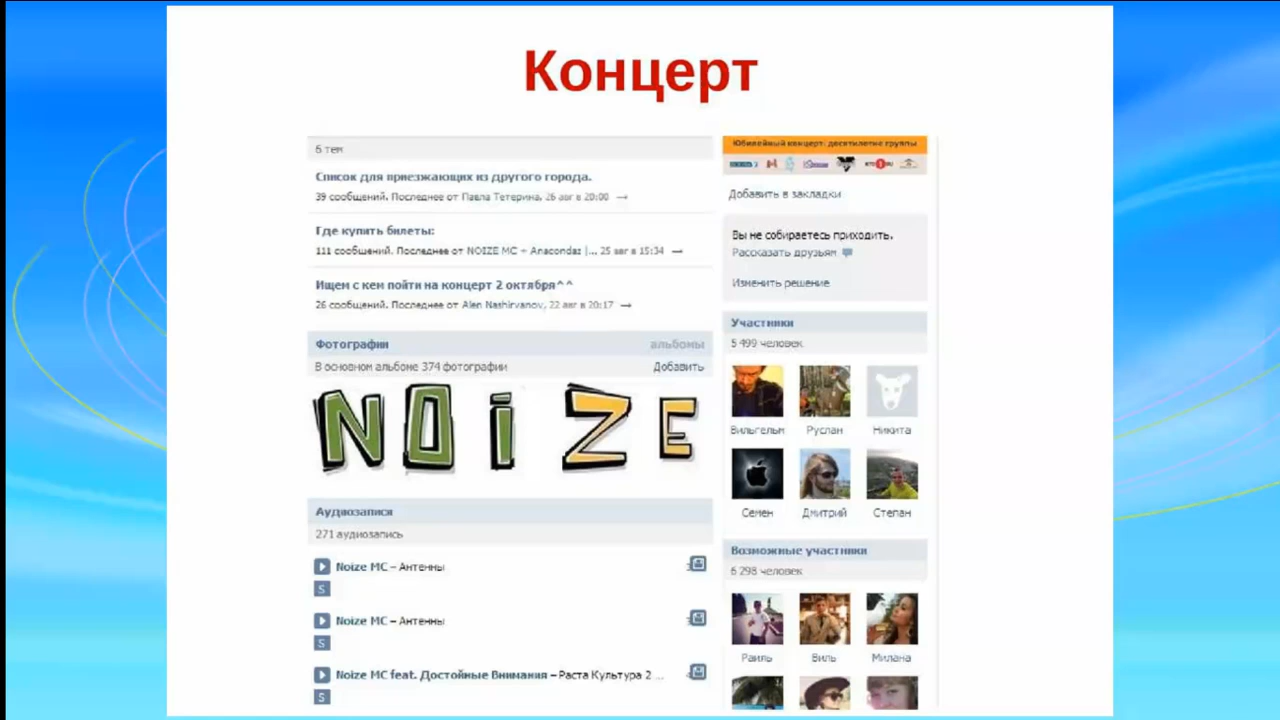 Концерт
6 тем
Список для приезжающих из другого города.
39 сообщений. Последнее от Павла Тетерина, 26 авг в 20:00 →
Где купить билеты:
111 сообщений. Последнее от NOIZE MC + Anacondaz |... 25 авг в 15:34 →
Ищем с кем пойти на концерт 2 октября^^
26 сообщений. Последнее от Alen Nashirvanov, 22 авг в 20:17 →
Фотографии альбомы
В основном альбоме 374 фотографии Добавить
NOIZE
Аудиозаписи
271 аудиозапись
Noize MC – Антенны
S
Noize MC – Антенны
S
Noize MC feat. Достойные Внимания – Раста Культура 2 ...
S
Юбилейный концерт: десятилетие группы
Добавить в закладки
Вы не собираетесь приходить.
Рассказать друзьям
Изменить решение
Участники
5 499 человек
Вильгельм Руслан Никита
Семен Дмитрий Степан
Возможные участники
6 298 человек
Раиль Виль Милана